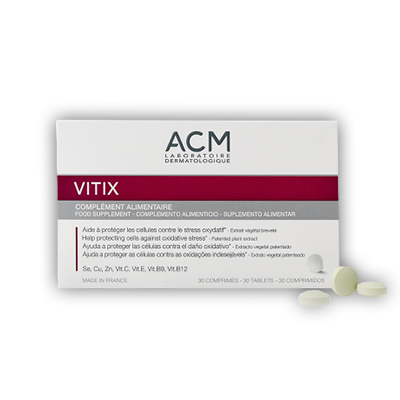 ACM
LABORATOIRE
DERMATOLOGIQUE
VITIX
COMPLÉMENT ALIMENTAIRE
FOOD SUPPLEMENT - COMPLEMENTO ALIMENTICIO - SUPLEMENTO ALIMENTAR
Aide à protéger les cellules contre le stress oxydatif* - Extrait végétal breveté
Help protecting cells against oxidative stress* - Patented plant extract
Ayuda a proteger las células contra el daño oxidativo* - Extracto vegetal patentado
Ajuda a proteger as células contra as oxidações indesejáveis* - Extrato vegetal patenteado
Se, Cu, Zn, Vit.C, Vit.E, Vit.B9, Vit.B12
MADE IN FRANCE
30 COMPRIMÉS - 30 TABLETS - 30 COMPRIMIDOS